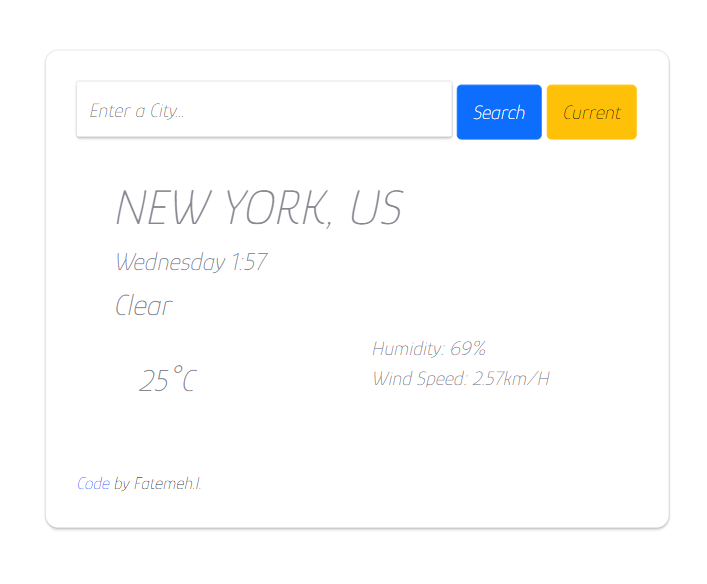 Enter a City...
Search
Current
NEW YORK, US
Wednesday 1:57
Clear
25°C
Humidity: 69%
Wind Speed: 2.57km/H
Code by Fatemeh.I.